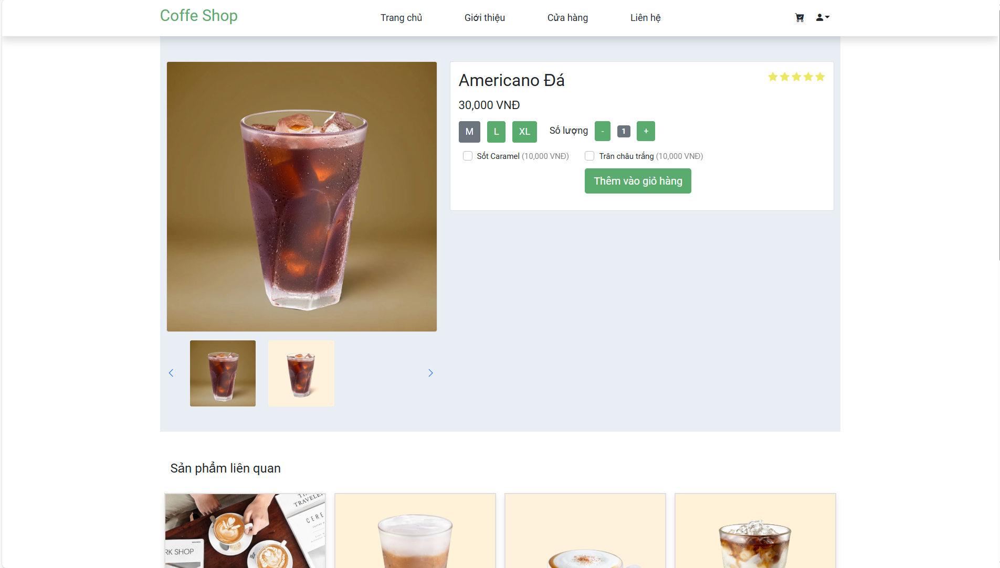 Coffe Shop
Trang chủ
Giới thiệu
Cửa hàng
Liên hệ
Americano Đá
30,000 VNĐ
M L XL Số lượng - 1 +
Sốt Caramel (10,000 VNĐ) Trân châu trắng (10,000 VNĐ)
Thêm vào giỏ hàng
Sản phẩm liên quan
TRAVELE
CERE
RK SHOP